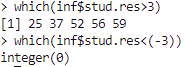 > which(inf$stud.res>3)
[1] 25 37 52 56 59
> which(inf$stud.res<(-3))
integer(0)